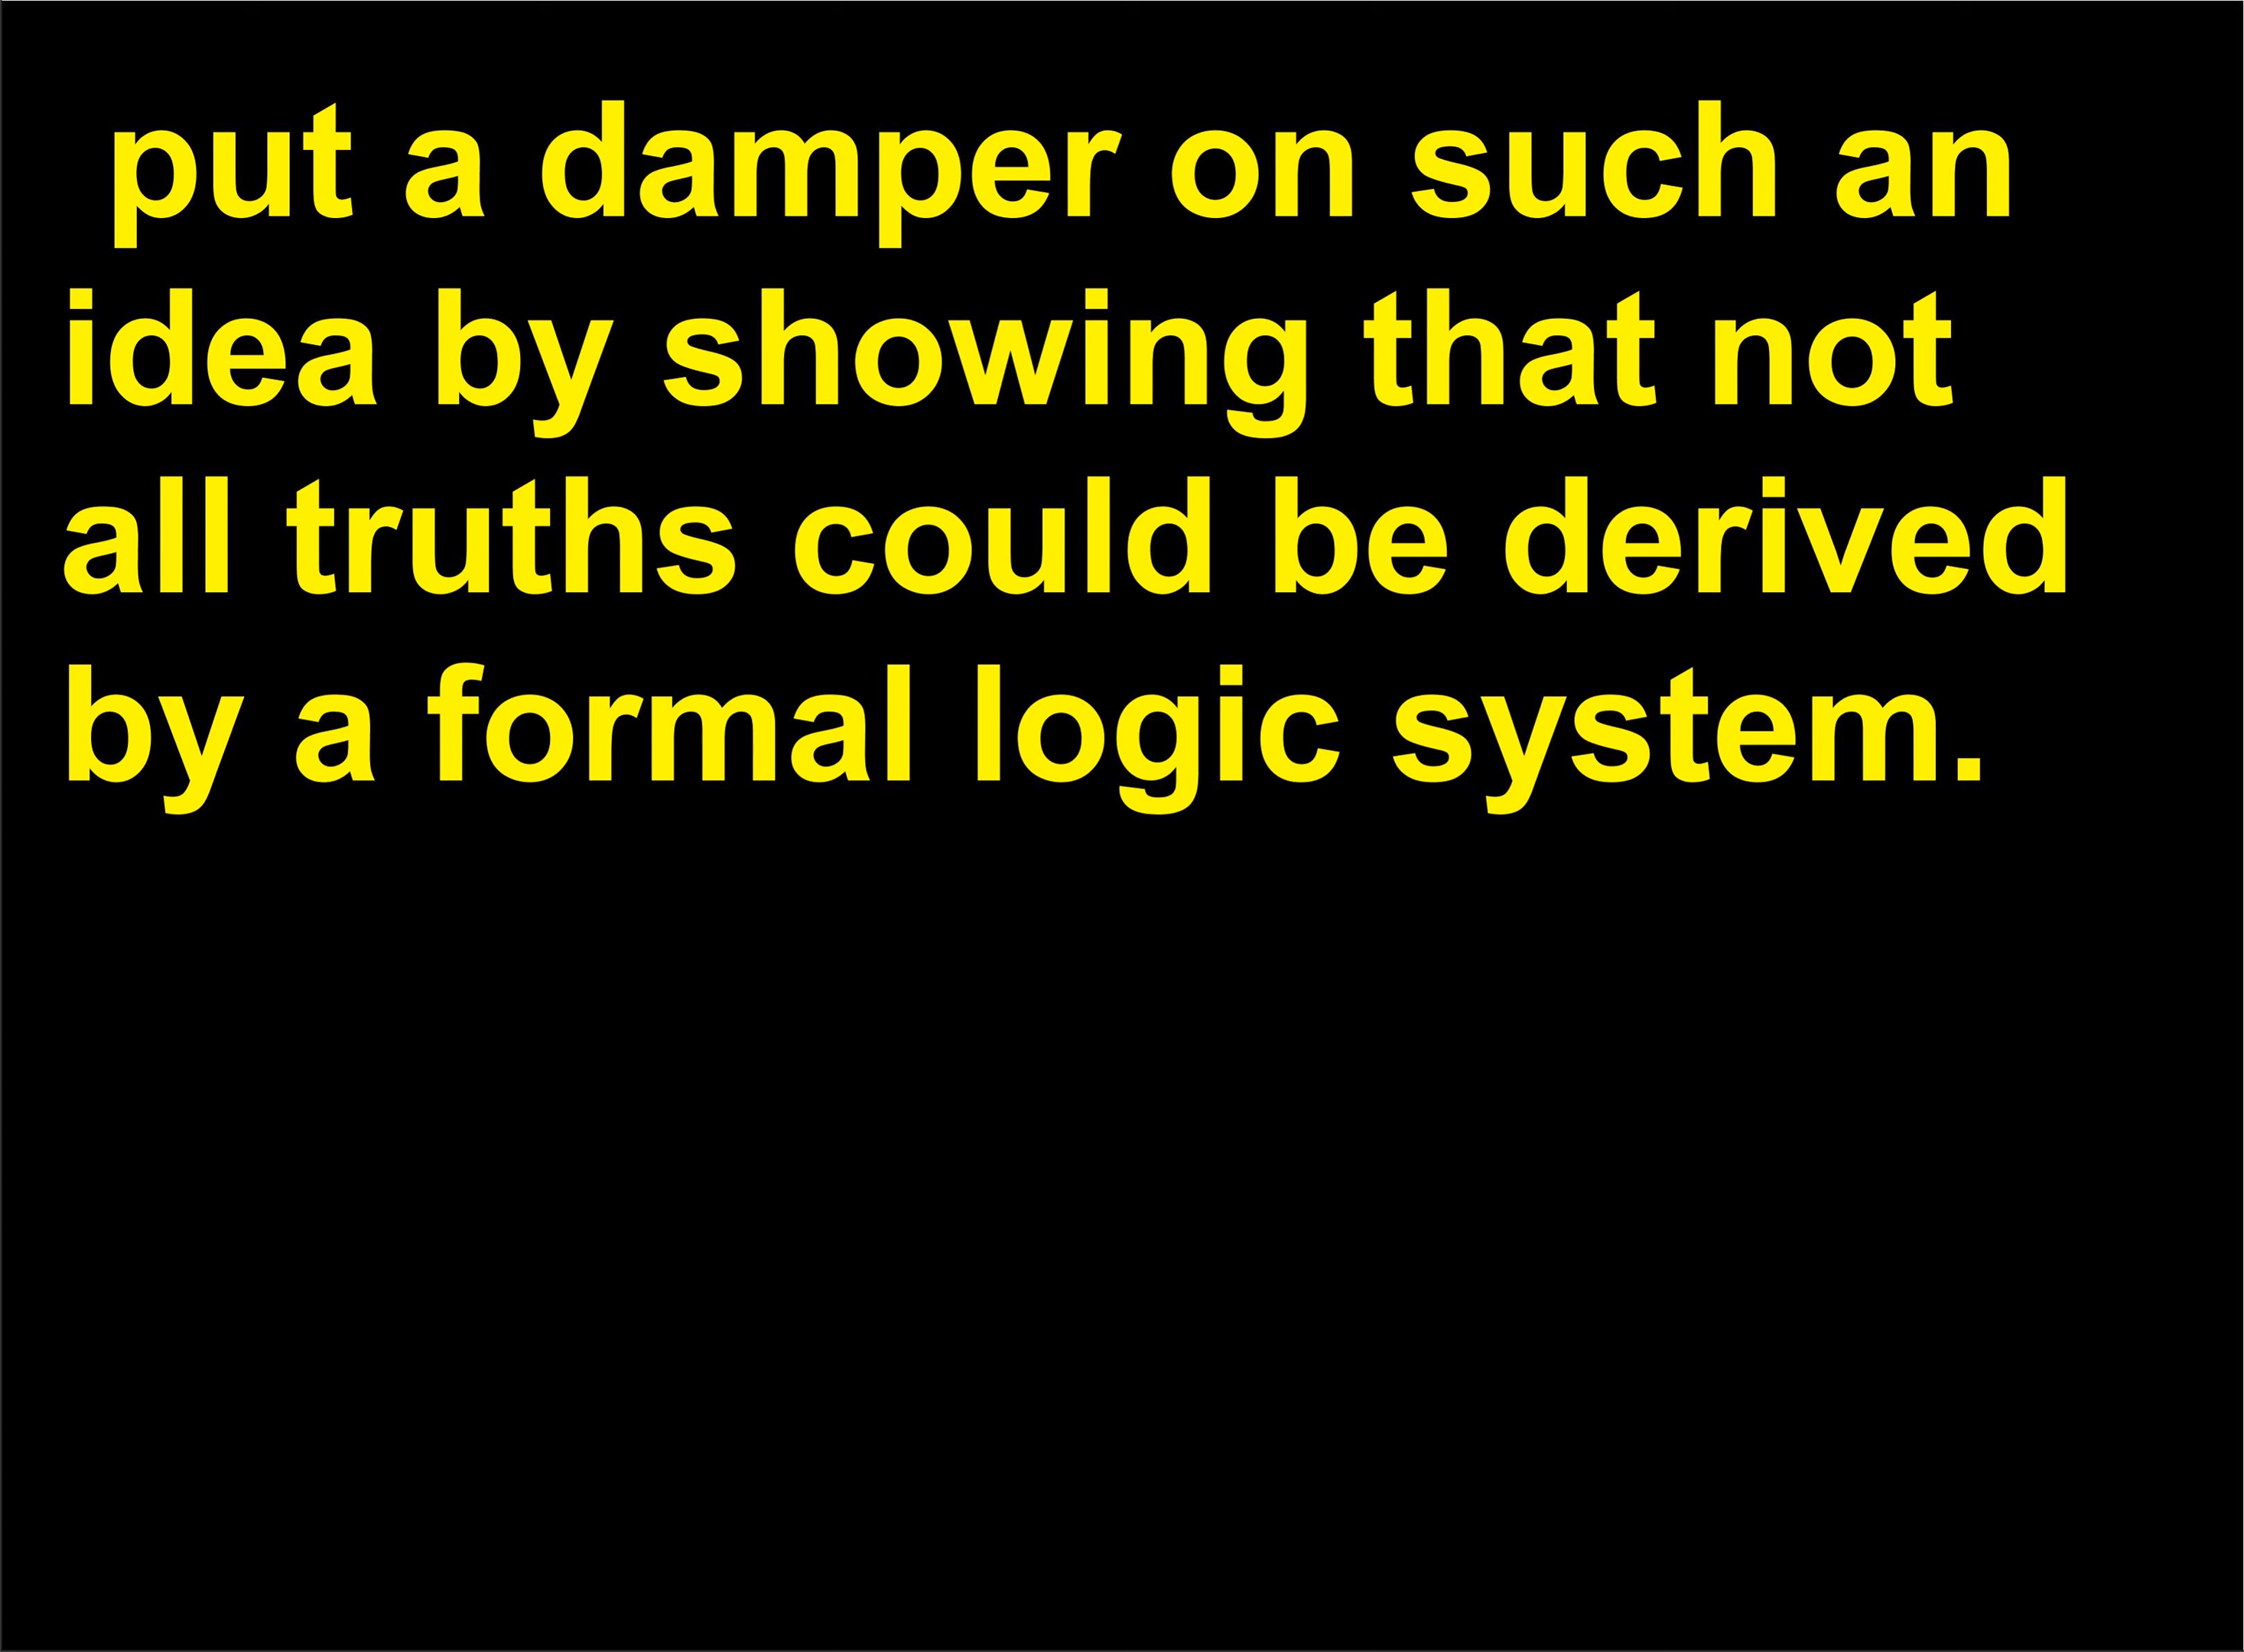 put a damper on such an
idea by showing that not
all truths could be derived
by a formal logic system.